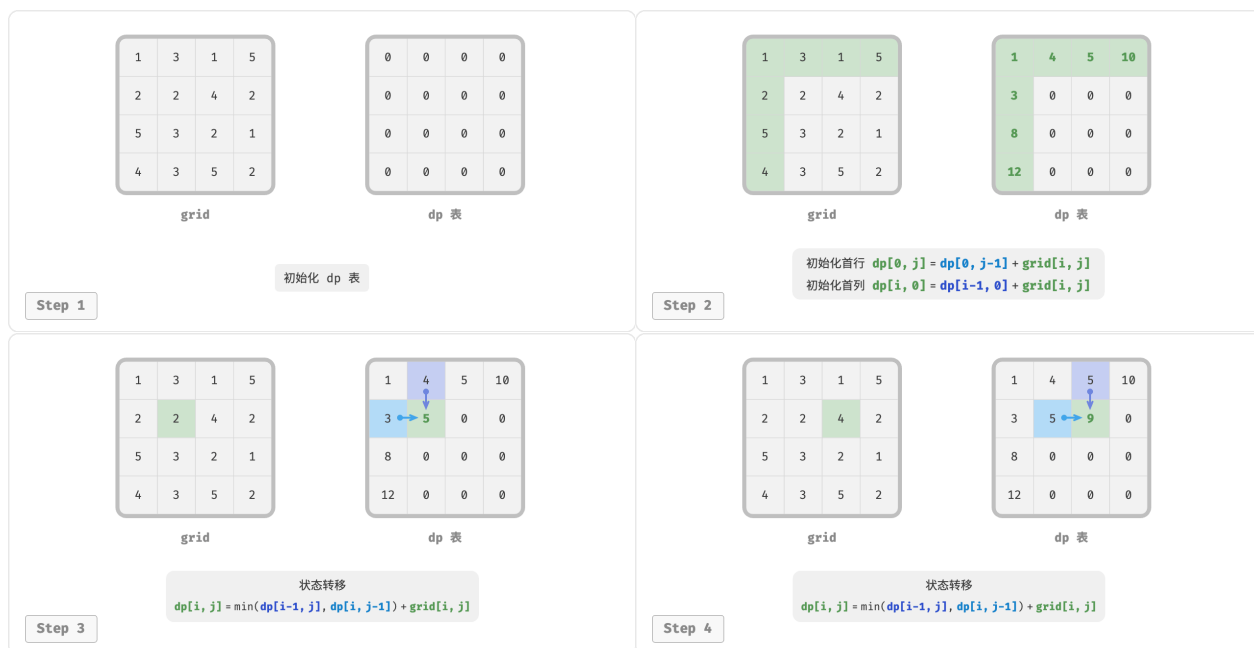 1 3 1 5
2 2 4 2
5 3 2 1
4 3 5 2
grid
0 0 0 0
0 0 0 0
0 0 0 0
0 0 0 0
dp 表
初始化 dp 表
Step 1
1 3 1 5
2 2 4 2
5 3 2 1
4 3 5 2
grid
1 4 5 10
3 0 0 0
8 0 0 0
12 0 0 0
dp 表
初始化首行 dp[0, j] = dp[0, j-1] + grid[i, j]
初始化首列 dp[i, 0] = dp[i-1, 0] + grid[i, j]
Step 2
1 3 1 5
2 2 4 2
5 3 2 1
4 3 5 2
grid
1 4 5 10
3 5 0 0
8 0 0 0
12 0 0 0
dp 表
状态转移
dp[i, j] = min(dp[i-1, j], dp[i, j-1]) + grid[i, j]
Step 3
1 3 1 5
2 2 4 2
5 3 2 1
4 3 5 2
grid
1 4 5 10
3 5 9 0
8 0 0 0
12 0 0 0
dp 表
状态转移
dp[i, j] = min(dp[i-1, j], dp[i, j-1]) + grid[i, j]
Step 4